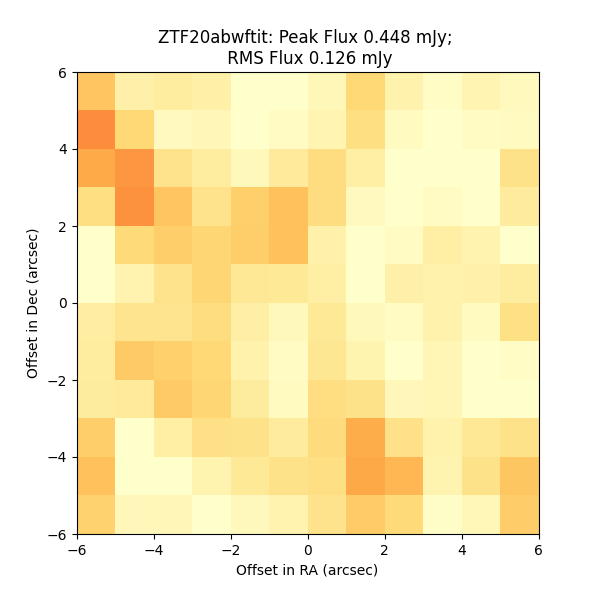 ZTF20abwftit: Peak Flux 0.448 mJy;
RMS Flux 0.126 mJy
6
4
2
0
−2
−4
−6
Offset in Dec (arcsec)
−6 −4 −2 0 2 4 6
Offset in RA (arcsec)